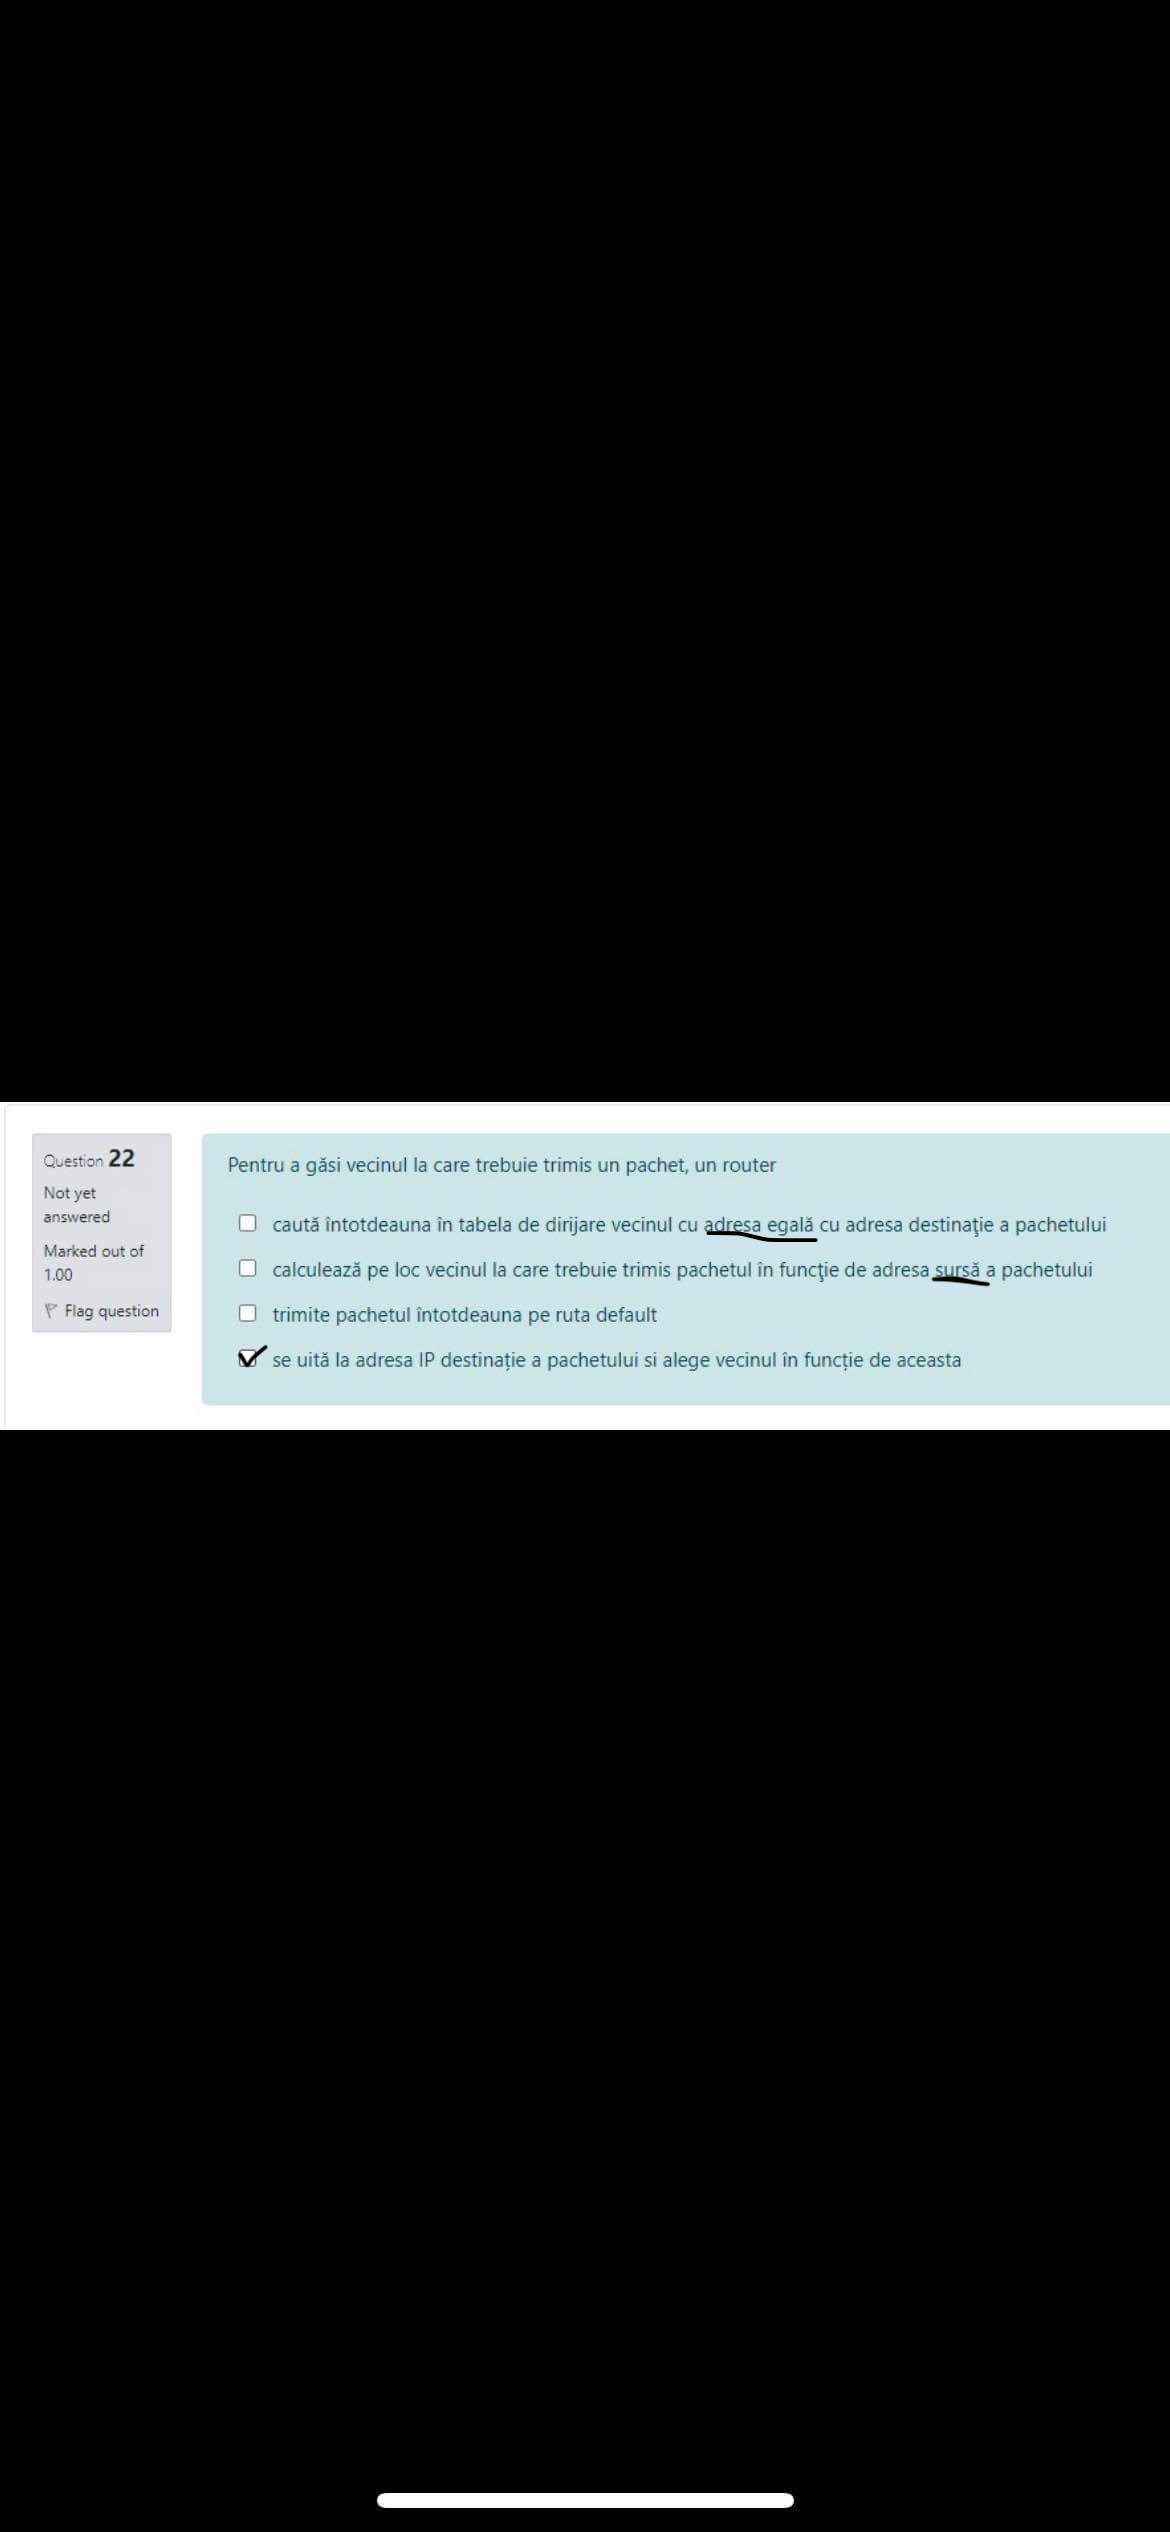 Question 22
Not yet
answered
Marked out of
1.00
Flag question
Pentru a găsi vecinul la care trebuie trimis un pachet, un router
caută întotdeauna în tabela de dirijare vecinul cu adresa egală cu adresa destinaţie a pachetului
calculează pe loc vecinul la care trebuie trimis pachetul în funcţie de adresa sursă a pachetului
trimite pachetul întotdeauna pe ruta default
se uită la adresa IP destinație a pachetului si alege vecinul în funcție de aceasta